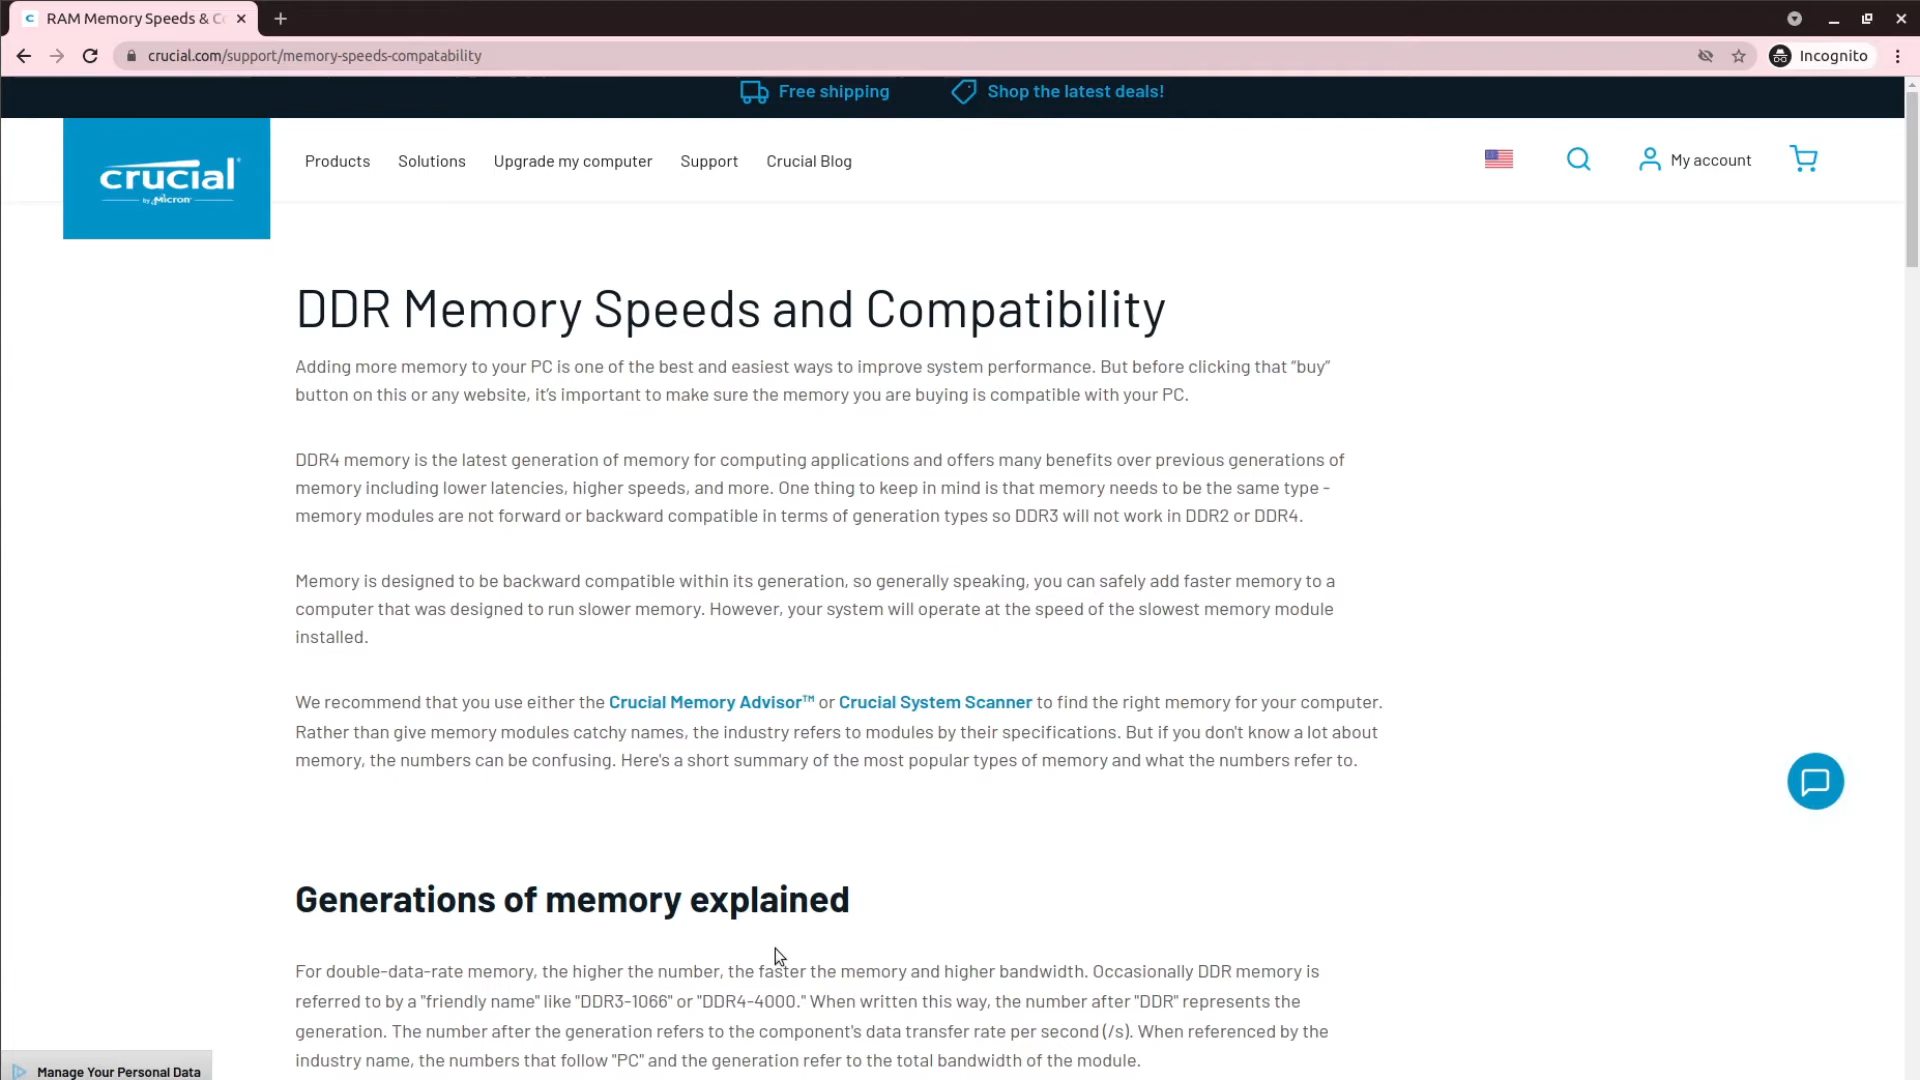 RAM Memory Speeds & Co
crucial.com/support/memory-speeds-compatability
Incognito
Free shipping
Shop the latest deals!
crucial
by Micron
Products
Solutions
Upgrade my computer
Support
Crucial Blog
My account
DDR Memory Speeds and Compatibility
Adding more memory to your PC is one of the best and easiest ways to improve system performance. But before clicking that “buy”
button on this or any website, it’s important to make sure the memory you are buying is compatible with your PC.
DDR4 memory is the latest generation of memory for computing applications and offers many benefits over previous generations of
memory including lower latencies, higher speeds, and more. One thing to keep in mind is that memory needs to be the same type -
memory modules are not forward or backward compatible in terms of generation types so DDR3 will not work in DDR2 or DDR4.
Memory is designed to be backward compatible within its generation, so generally speaking, you can safely add faster memory to a
computer that was designed to run slower memory. However, your system will operate at the speed of the slowest memory module
installed.
We recommend that you use either the Crucial Memory Advisor™ or Crucial System Scanner to find the right memory for your computer.
Rather than give memory modules catchy names, the industry refers to modules by their specifications. But if you don't know a lot about
memory, the numbers can be confusing. Here's a short summary of the most popular types of memory and what the numbers refer to.
Generations of memory explained
For double-data-rate memory, the higher the number, the faster the memory and higher bandwidth. Occasionally DDR memory is
referred to by a "friendly name" like "DDR3-1066" or "DDR4-4000." When written this way, the number after "DDR" represents the
generation. The number after the generation refers to the component's data transfer rate per second (/s). When referenced by the
industry name, the numbers that follow "PC" and the generation refer to the total bandwidth of the module.
Manage Your Personal Data